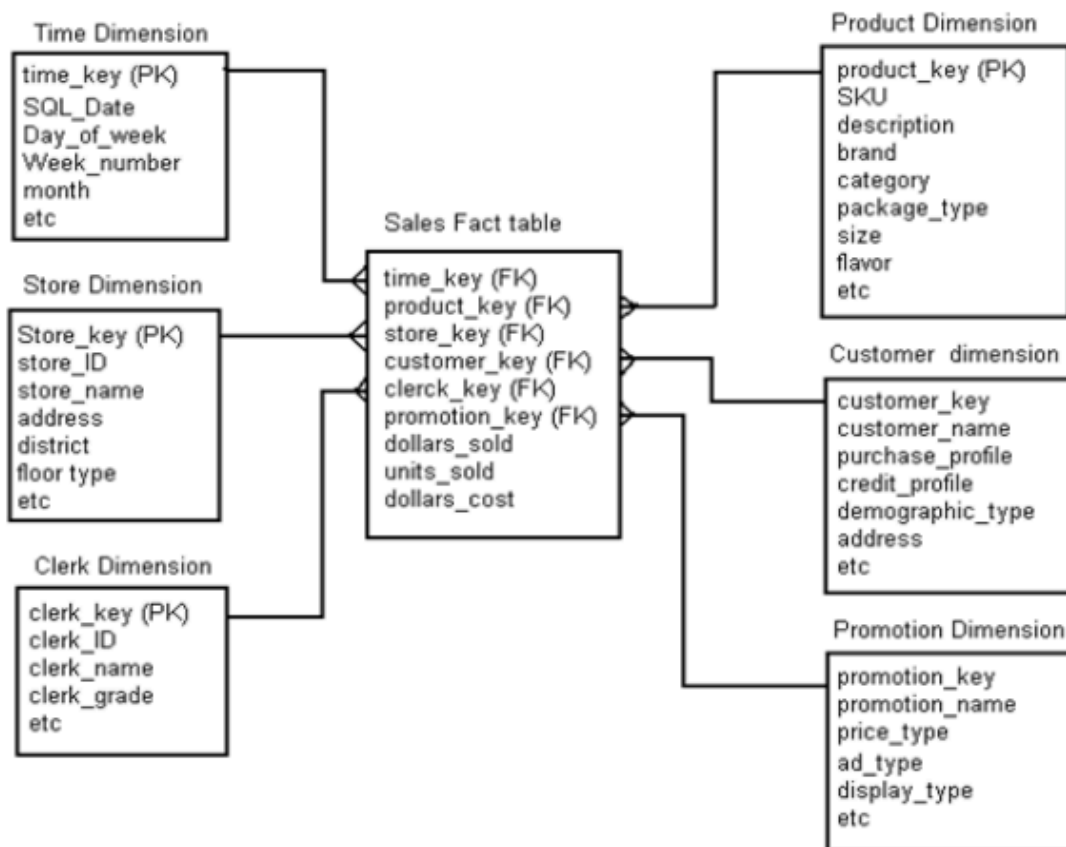 Time Dimension
time_key (PK)
SQL_Date
Day_of_week
Week_number
month
etc
Store Dimension
Store_key (PK)
store_ID
store_name
address
district
floor type
etc
Clerk Dimension
clerk_key (PK)
clerk_ID
clerk_name
clerk_grade
etc
Sales Fact table
time_key (FK)
product_key (FK)
store_key (FK)
customer_key (FK)
clerck_key (FK)
promotion_key (FK)
dollars_sold
units_sold
dollars_cost
Product Dimension
product_key (PK)
SKU
description
brand
category
package_type
size
flavor
etc
Customer dimension
customer_key
customer_name
purchase_profile
credit_profile
demographic_type
address
etc
Promotion Dimension
promotion_key
promotion_name
price_type
ad_type
display_type
etc